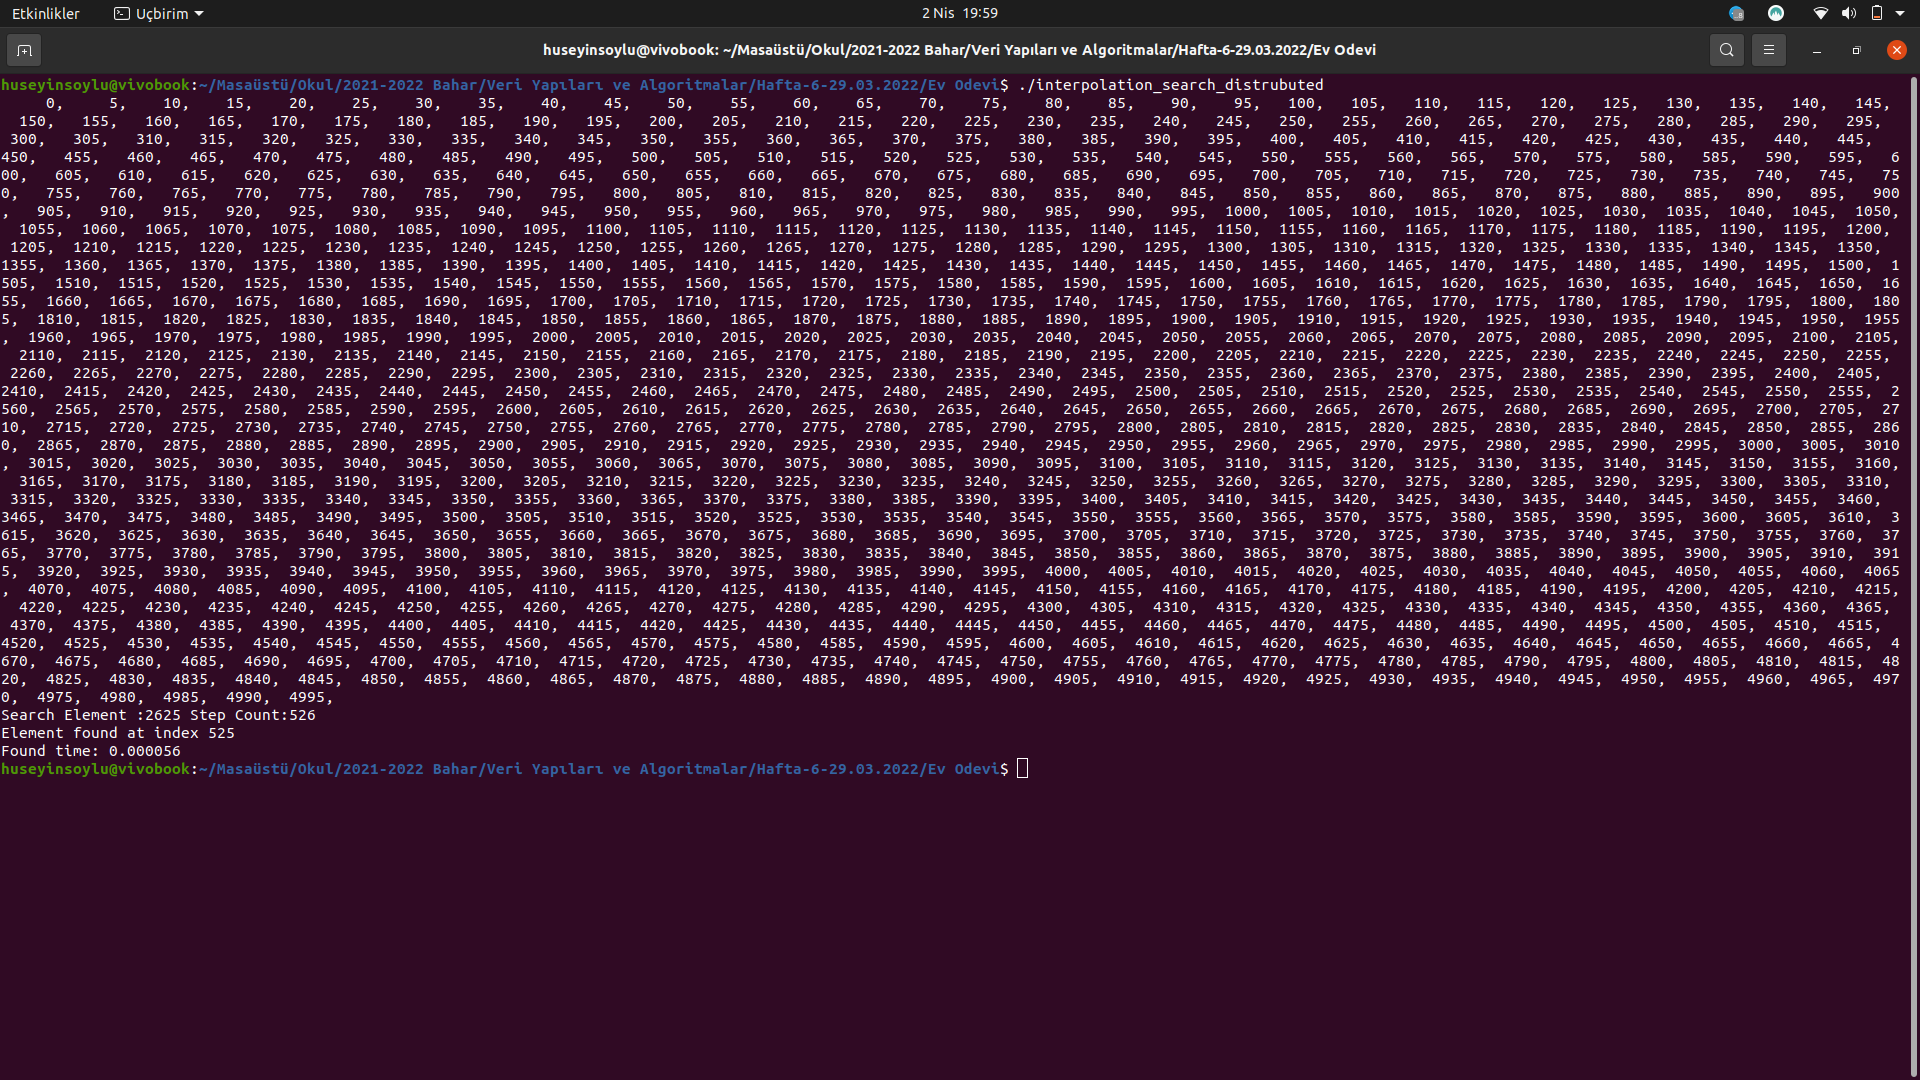 Etkinlikler
Uçbirim
2 Nis 19:59
huseyinsoylu@vivobook: ~/Masaüstü/Okul/2021-2022 Bahar/Veri Yapıları ve Algoritmalar/Hafta-6-29.03.2022/Ev Odevi
huseyinsoylu@vivobook:~/Masaüstü/Okul/2021-2022 Bahar/Veri Yapıları ve Algoritmalar/Hafta-6-29.03.2022/Ev Odevi$ ./interpolation_search_distrubuted
0, 5, 10, 15, 20, 25, 30, 35, 40, 45, 50, 55, 60, 65, 70, 75, 80, 85, 90, 95, 100, 105, 110, 115, 120, 125, 130, 135, 140, 145,
150, 155, 160, 165, 170, 175, 180, 185, 190, 195, 200, 205, 210, 215, 220, 225, 230, 235, 240, 245, 250, 255, 260, 265, 270, 275, 280, 285, 290, 295,
300, 305, 310, 315, 320, 325, 330, 335, 340, 345, 350, 355, 360, 365, 370, 375, 380, 385, 390, 395, 400, 405, 410, 415, 420, 425, 430, 435, 440, 445,
450, 455, 460, 465, 470, 475, 480, 485, 490, 495, 500, 505, 510, 515, 520, 525, 530, 535, 540, 545, 550, 555, 560, 565, 570, 575, 580, 585, 590, 595, 6
00, 605, 610, 615, 620, 625, 630, 635, 640, 645, 650, 655, 660, 665, 670, 675, 680, 685, 690, 695, 700, 705, 710, 715, 720, 725, 730, 735, 740, 745, 75
0, 755, 760, 765, 770, 775, 780, 785, 790, 795, 800, 805, 810, 815, 820, 825, 830, 835, 840, 845, 850, 855, 860, 865, 870, 875, 880, 885, 890, 895, 900
, 905, 910, 915, 920, 925, 930, 935, 940, 945, 950, 955, 960, 965, 970, 975, 980, 985, 990, 995, 1000, 1005, 1010, 1015, 1020, 1025, 1030, 1035, 1040, 1045, 1050,
1055, 1060, 1065, 1070, 1075, 1080, 1085, 1090, 1095, 1100, 1105, 1110, 1115, 1120, 1125, 1130, 1135, 1140, 1145, 1150, 1155, 1160, 1165, 1170, 1175, 1180, 1185, 1190, 1195, 1200,
1205, 1210, 1215, 1220, 1225, 1230, 1235, 1240, 1245, 1250, 1255, 1260, 1265, 1270, 1275, 1280, 1285, 1290, 1295, 1300, 1305, 1310, 1315, 1320, 1325, 1330, 1335, 1340, 1345, 1350,
1355, 1360, 1365, 1370, 1375, 1380, 1385, 1390, 1395, 1400, 1405, 1410, 1415, 1420, 1425, 1430, 1435, 1440, 1445, 1450, 1455, 1460, 1465, 1470, 1475, 1480, 1485, 1490, 1495, 1500, 1
505, 1510, 1515, 1520, 1525, 1530, 1535, 1540, 1545, 1550, 1555, 1560, 1565, 1570, 1575, 1580, 1585, 1590, 1595, 1600, 1605, 1610, 1615, 1620, 1625, 1630, 1635, 1640, 1645, 1650, 16
55, 1660, 1665, 1670, 1675, 1680, 1685, 1690, 1695, 1700, 1705, 1710, 1715, 1720, 1725, 1730, 1735, 1740, 1745, 1750, 1755, 1760, 1765, 1770, 1775, 1780, 1785, 1790, 1795, 1800, 180
5, 1810, 1815, 1820, 1825, 1830, 1835, 1840, 1845, 1850, 1855, 1860, 1865, 1870, 1875, 1880, 1885, 1890, 1895, 1900, 1905, 1910, 1915, 1920, 1925, 1930, 1935, 1940, 1945, 1950, 1955
, 1960, 1965, 1970, 1975, 1980, 1985, 1990, 1995, 2000, 2005, 2010, 2015, 2020, 2025, 2030, 2035, 2040, 2045, 2050, 2055, 2060, 2065, 2070, 2075, 2080, 2085, 2090, 2095, 2100, 2105,
2110, 2115, 2120, 2125, 2130, 2135, 2140, 2145, 2150, 2155, 2160, 2165, 2170, 2175, 2180, 2185, 2190, 2195, 2200, 2205, 2210, 2215, 2220, 2225, 2230, 2235, 2240, 2245, 2250, 2255,
2260, 2265, 2270, 2275, 2280, 2285, 2290, 2295, 2300, 2305, 2310, 2315, 2320, 2325, 2330, 2335, 2340, 2345, 2350, 2355, 2360, 2365, 2370, 2375, 2380, 2385, 2390, 2395, 2400, 2405,
2410, 2415, 2420, 2425, 2430, 2435, 2440, 2445, 2450, 2455, 2460, 2465, 2470, 2475, 2480, 2485, 2490, 2495, 2500, 2505, 2510, 2515, 2520, 2525, 2530, 2535, 2540, 2545, 2550, 2555, 2
560, 2565, 2570, 2575, 2580, 2585, 2590, 2595, 2600, 2605, 2610, 2615, 2620, 2625, 2630, 2635, 2640, 2645, 2650, 2655, 2660, 2665, 2670, 2675, 2680, 2685, 2690, 2695, 2700, 2705, 27
10, 2715, 2720, 2725, 2730, 2735, 2740, 2745, 2750, 2755, 2760, 2765, 2770, 2775, 2780, 2785, 2790, 2795, 2800, 2805, 2810, 2815, 2820, 2825, 2830, 2835, 2840, 2845, 2850, 2855, 286
0, 2865, 2870, 2875, 2880, 2885, 2890, 2895, 2900, 2905, 2910, 2915, 2920, 2925, 2930, 2935, 2940, 2945, 2950, 2955, 2960, 2965, 2970, 2975, 2980, 2985, 2990, 2995, 3000, 3005, 3010
, 3015, 3020, 3025, 3030, 3035, 3040, 3045, 3050, 3055, 3060, 3065, 3070, 3075, 3080, 3085, 3090, 3095, 3100, 3105, 3110, 3115, 3120, 3125, 3130, 3135, 3140, 3145, 3150, 3155, 3160,
3165, 3170, 3175, 3180, 3185, 3190, 3195, 3200, 3205, 3210, 3215, 3220, 3225, 3230, 3235, 3240, 3245, 3250, 3255, 3260, 3265, 3270, 3275, 3280, 3285, 3290, 3295, 3300, 3305, 3310,
3315, 3320, 3325, 3330, 3335, 3340, 3345, 3350, 3355, 3360, 3365, 3370, 3375, 3380, 3385, 3390, 3395, 3400, 3405, 3410, 3415, 3420, 3425, 3430, 3435, 3440, 3445, 3450, 3455, 3460,
3465, 3470, 3475, 3480, 3485, 3490, 3495, 3500, 3505, 3510, 3515, 3520, 3525, 3530, 3535, 3540, 3545, 3550, 3555, 3560, 3565, 3570, 3575, 3580, 3585, 3590, 3595, 3600, 3605, 3610, 3
615, 3620, 3625, 3630, 3635, 3640, 3645, 3650, 3655, 3660, 3665, 3670, 3675, 3680, 3685, 3690, 3695, 3700, 3705, 3710, 3715, 3720, 3725, 3730, 3735, 3740, 3745, 3750, 3755, 3760, 37
65, 3770, 3775, 3780, 3785, 3790, 3795, 3800, 3805, 3810, 3815, 3820, 3825, 3830, 3835, 3840, 3845, 3850, 3855, 3860, 3865, 3870, 3875, 3880, 3885, 3890, 3895, 3900, 3905, 3910, 391
5, 3920, 3925, 3930, 3935, 3940, 3945, 3950, 3955, 3960, 3965, 3970, 3975, 3980, 3985, 3990, 3995, 4000, 4005, 4010, 4015, 4020, 4025, 4030, 4035, 4040, 4045, 4050, 4055, 4060, 4065
, 4070, 4075, 4080, 4085, 4090, 4095, 4100, 4105, 4110, 4115, 4120, 4125, 4130, 4135, 4140, 4145, 4150, 4155, 4160, 4165, 4170, 4175, 4180, 4185, 4190, 4195, 4200, 4205, 4210, 4215,
4220, 4225, 4230, 4235, 4240, 4245, 4250, 4255, 4260, 4265, 4270, 4275, 4280, 4285, 4290, 4295, 4300, 4305, 4310, 4315, 4320, 4325, 4330, 4335, 4340, 4345, 4350, 4355, 4360, 4365,
4370, 4375, 4380, 4385, 4390, 4395, 4400, 4405, 4410, 4415, 4420, 4425, 4430, 4435, 4440, 4445, 4450, 4455, 4460, 4465, 4470, 4475, 4480, 4485, 4490, 4495, 4500, 4505, 4510, 4515,
4520, 4525, 4530, 4535, 4540, 4545, 4550, 4555, 4560, 4565, 4570, 4575, 4580, 4585, 4590, 4595, 4600, 4605, 4610, 4615, 4620, 4625, 4630, 4635, 4640, 4645, 4650, 4655, 4660, 4665, 4
670, 4675, 4680, 4685, 4690, 4695, 4700, 4705, 4710, 4715, 4720, 4725, 4730, 4735, 4740, 4745, 4750, 4755, 4760, 4765, 4770, 4775, 4780, 4785, 4790, 4795, 4800, 4805, 4810, 4815, 48
20, 4825, 4830, 4835, 4840, 4845, 4850, 4855, 4860, 4865, 4870, 4875, 4880, 4885, 4890, 4895, 4900, 4905, 4910, 4915, 4920, 4925, 4930, 4935, 4940, 4945, 4950, 4955, 4960, 4965, 497
0, 4975, 4980, 4985, 4990, 4995,
Search Element :2625 Step Count:526
Element found at index 525
Found time: 0.000056
huseyinsoylu@vivobook:~/Masaüstü/Okul/2021-2022 Bahar/Veri Yapıları ve Algoritmalar/Hafta-6-29.03.2022/Ev Odevi$